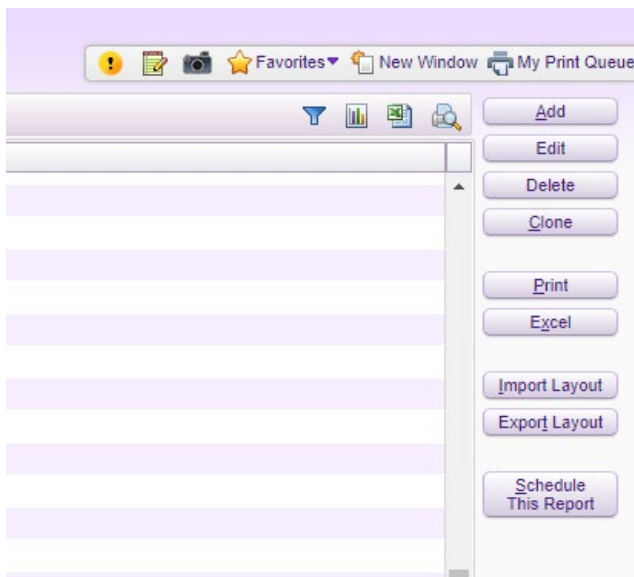 Favorites New Window My Print Queue
Add
Edit
Delete
Clone
Print
Excel
Import Layout
Export Layout
Schedule
This Report